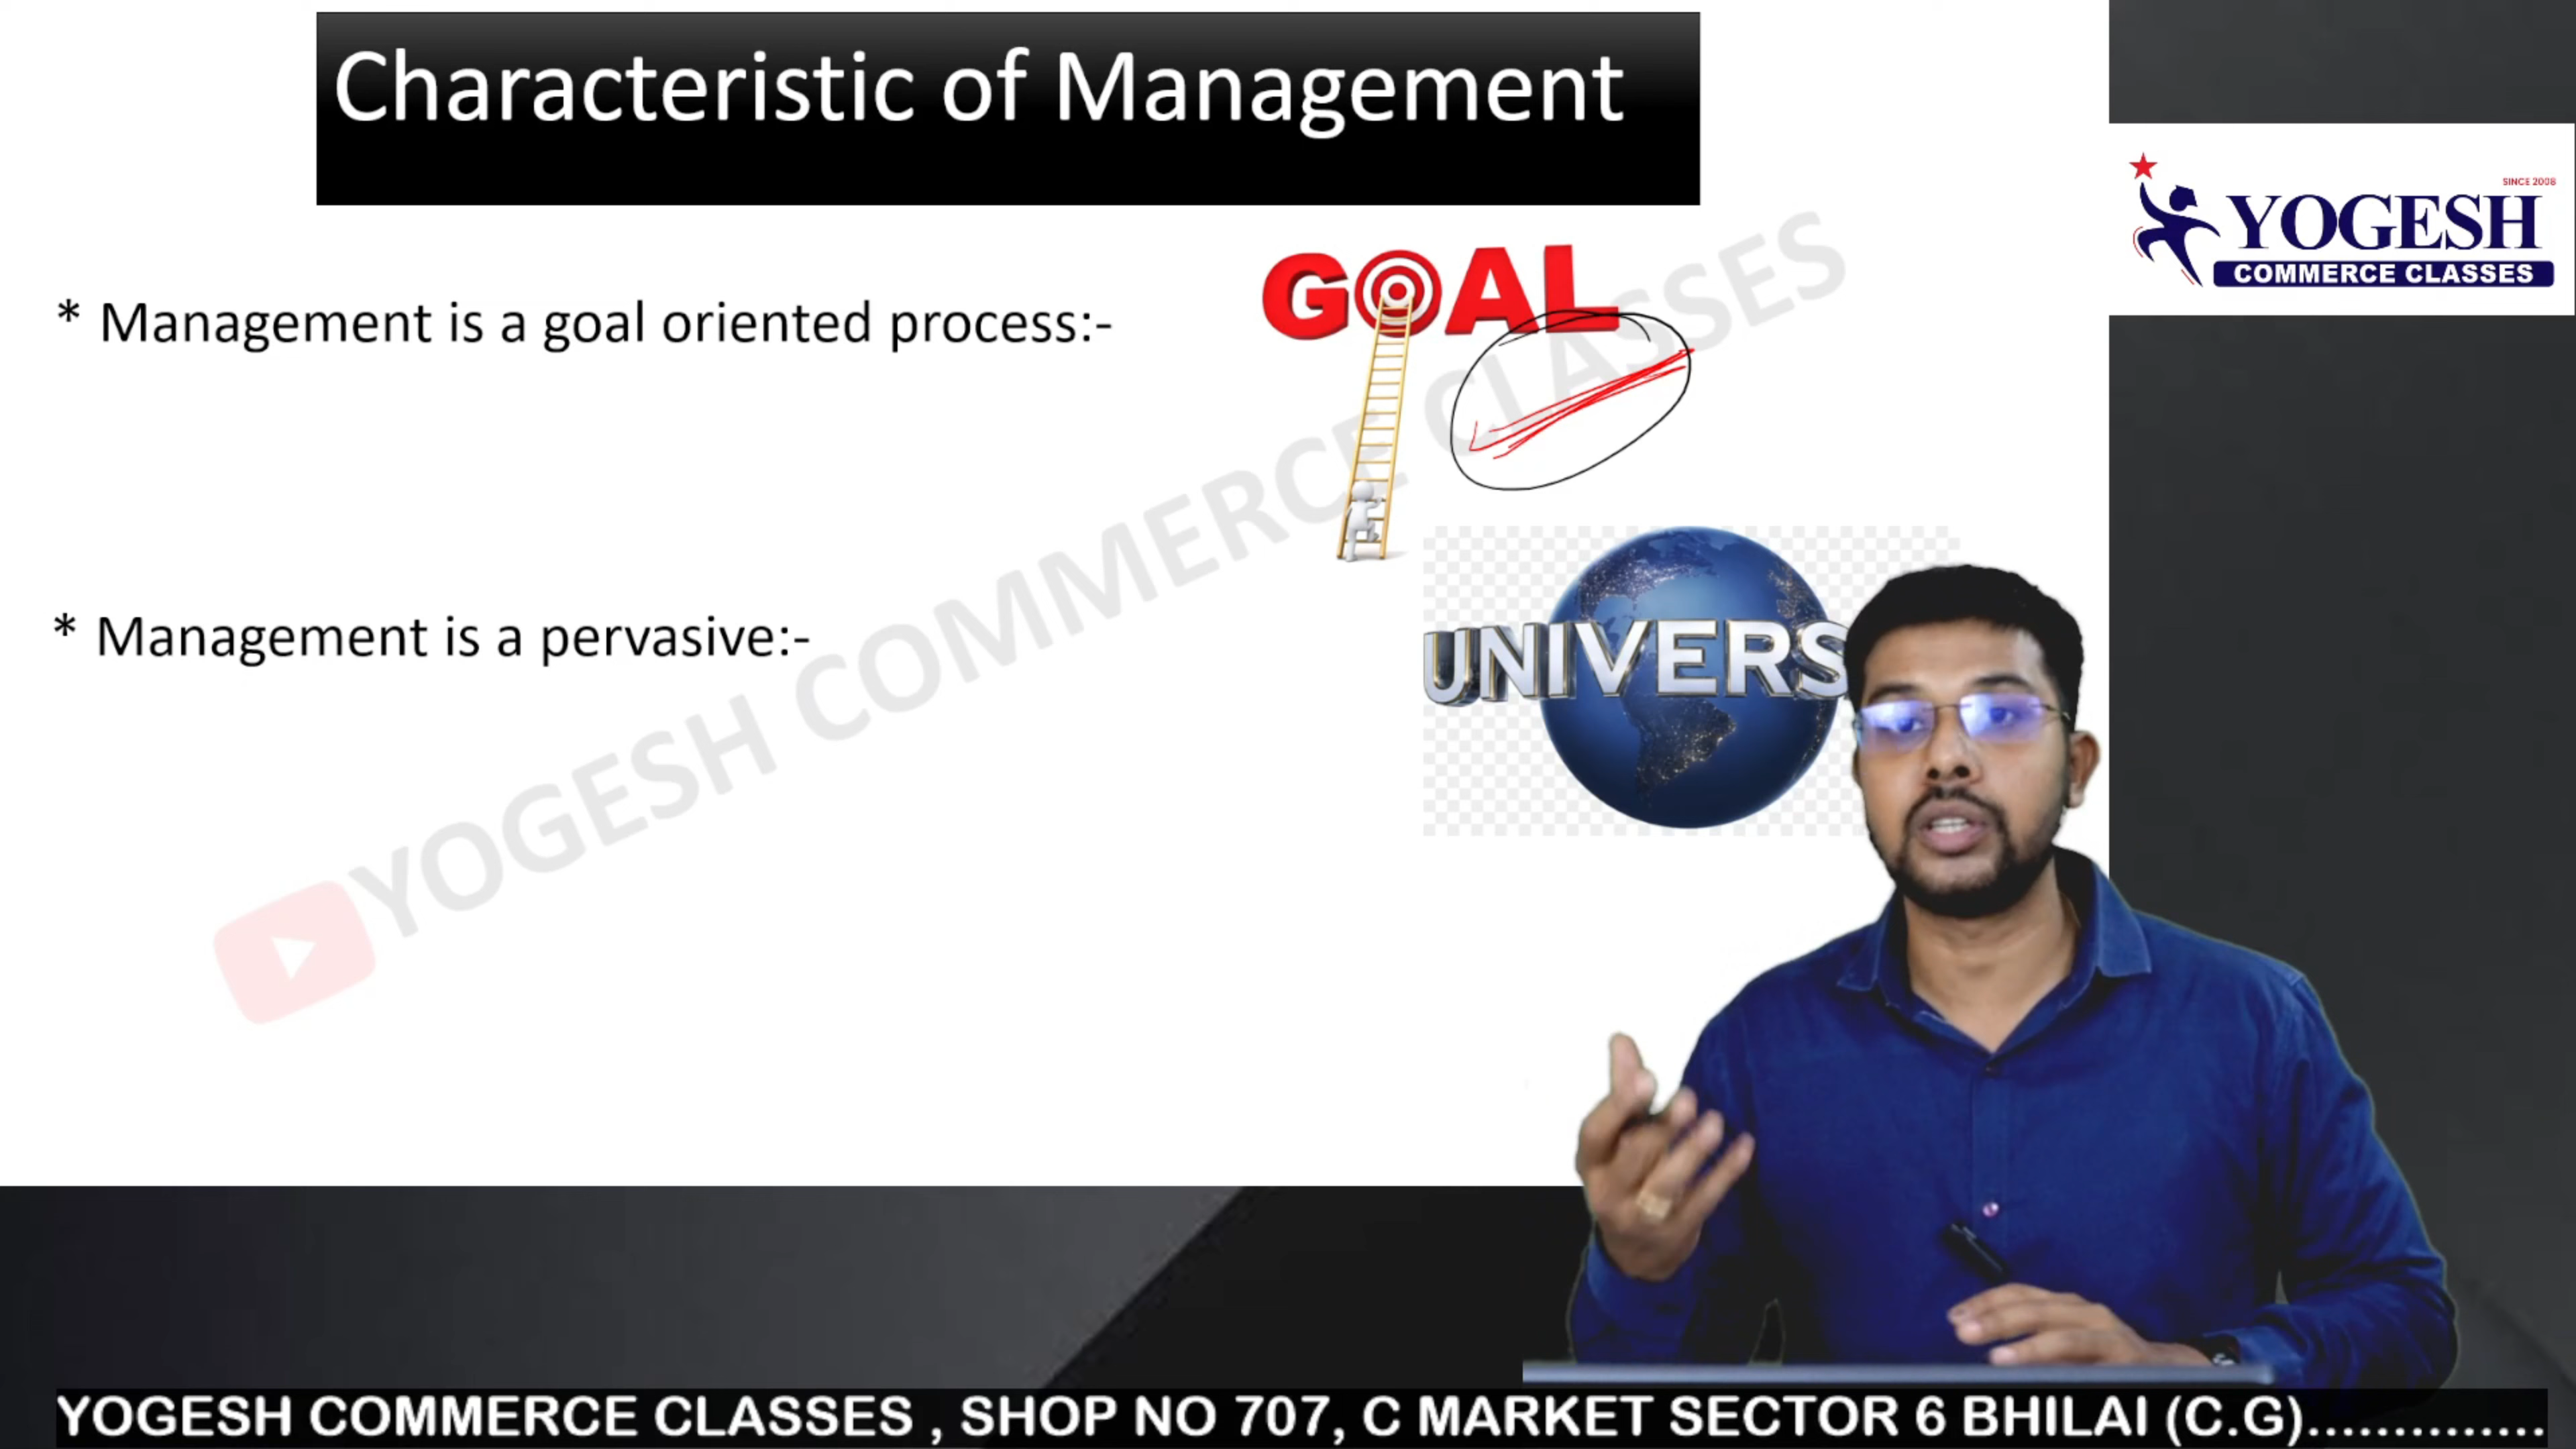 Characteristic of Management
SINCE 2008
YOGESH
COMMERCE CLASSES
GOAL
* Management is a goal oriented process:-
UNIVERS
* Management is a pervasive:-
YOGESH COMMERCE CLASSES
YOGESH COMMERCE CLASSES , SHOP NO 707, C MARKET SECTOR 6 BHILAI (C.G)..............